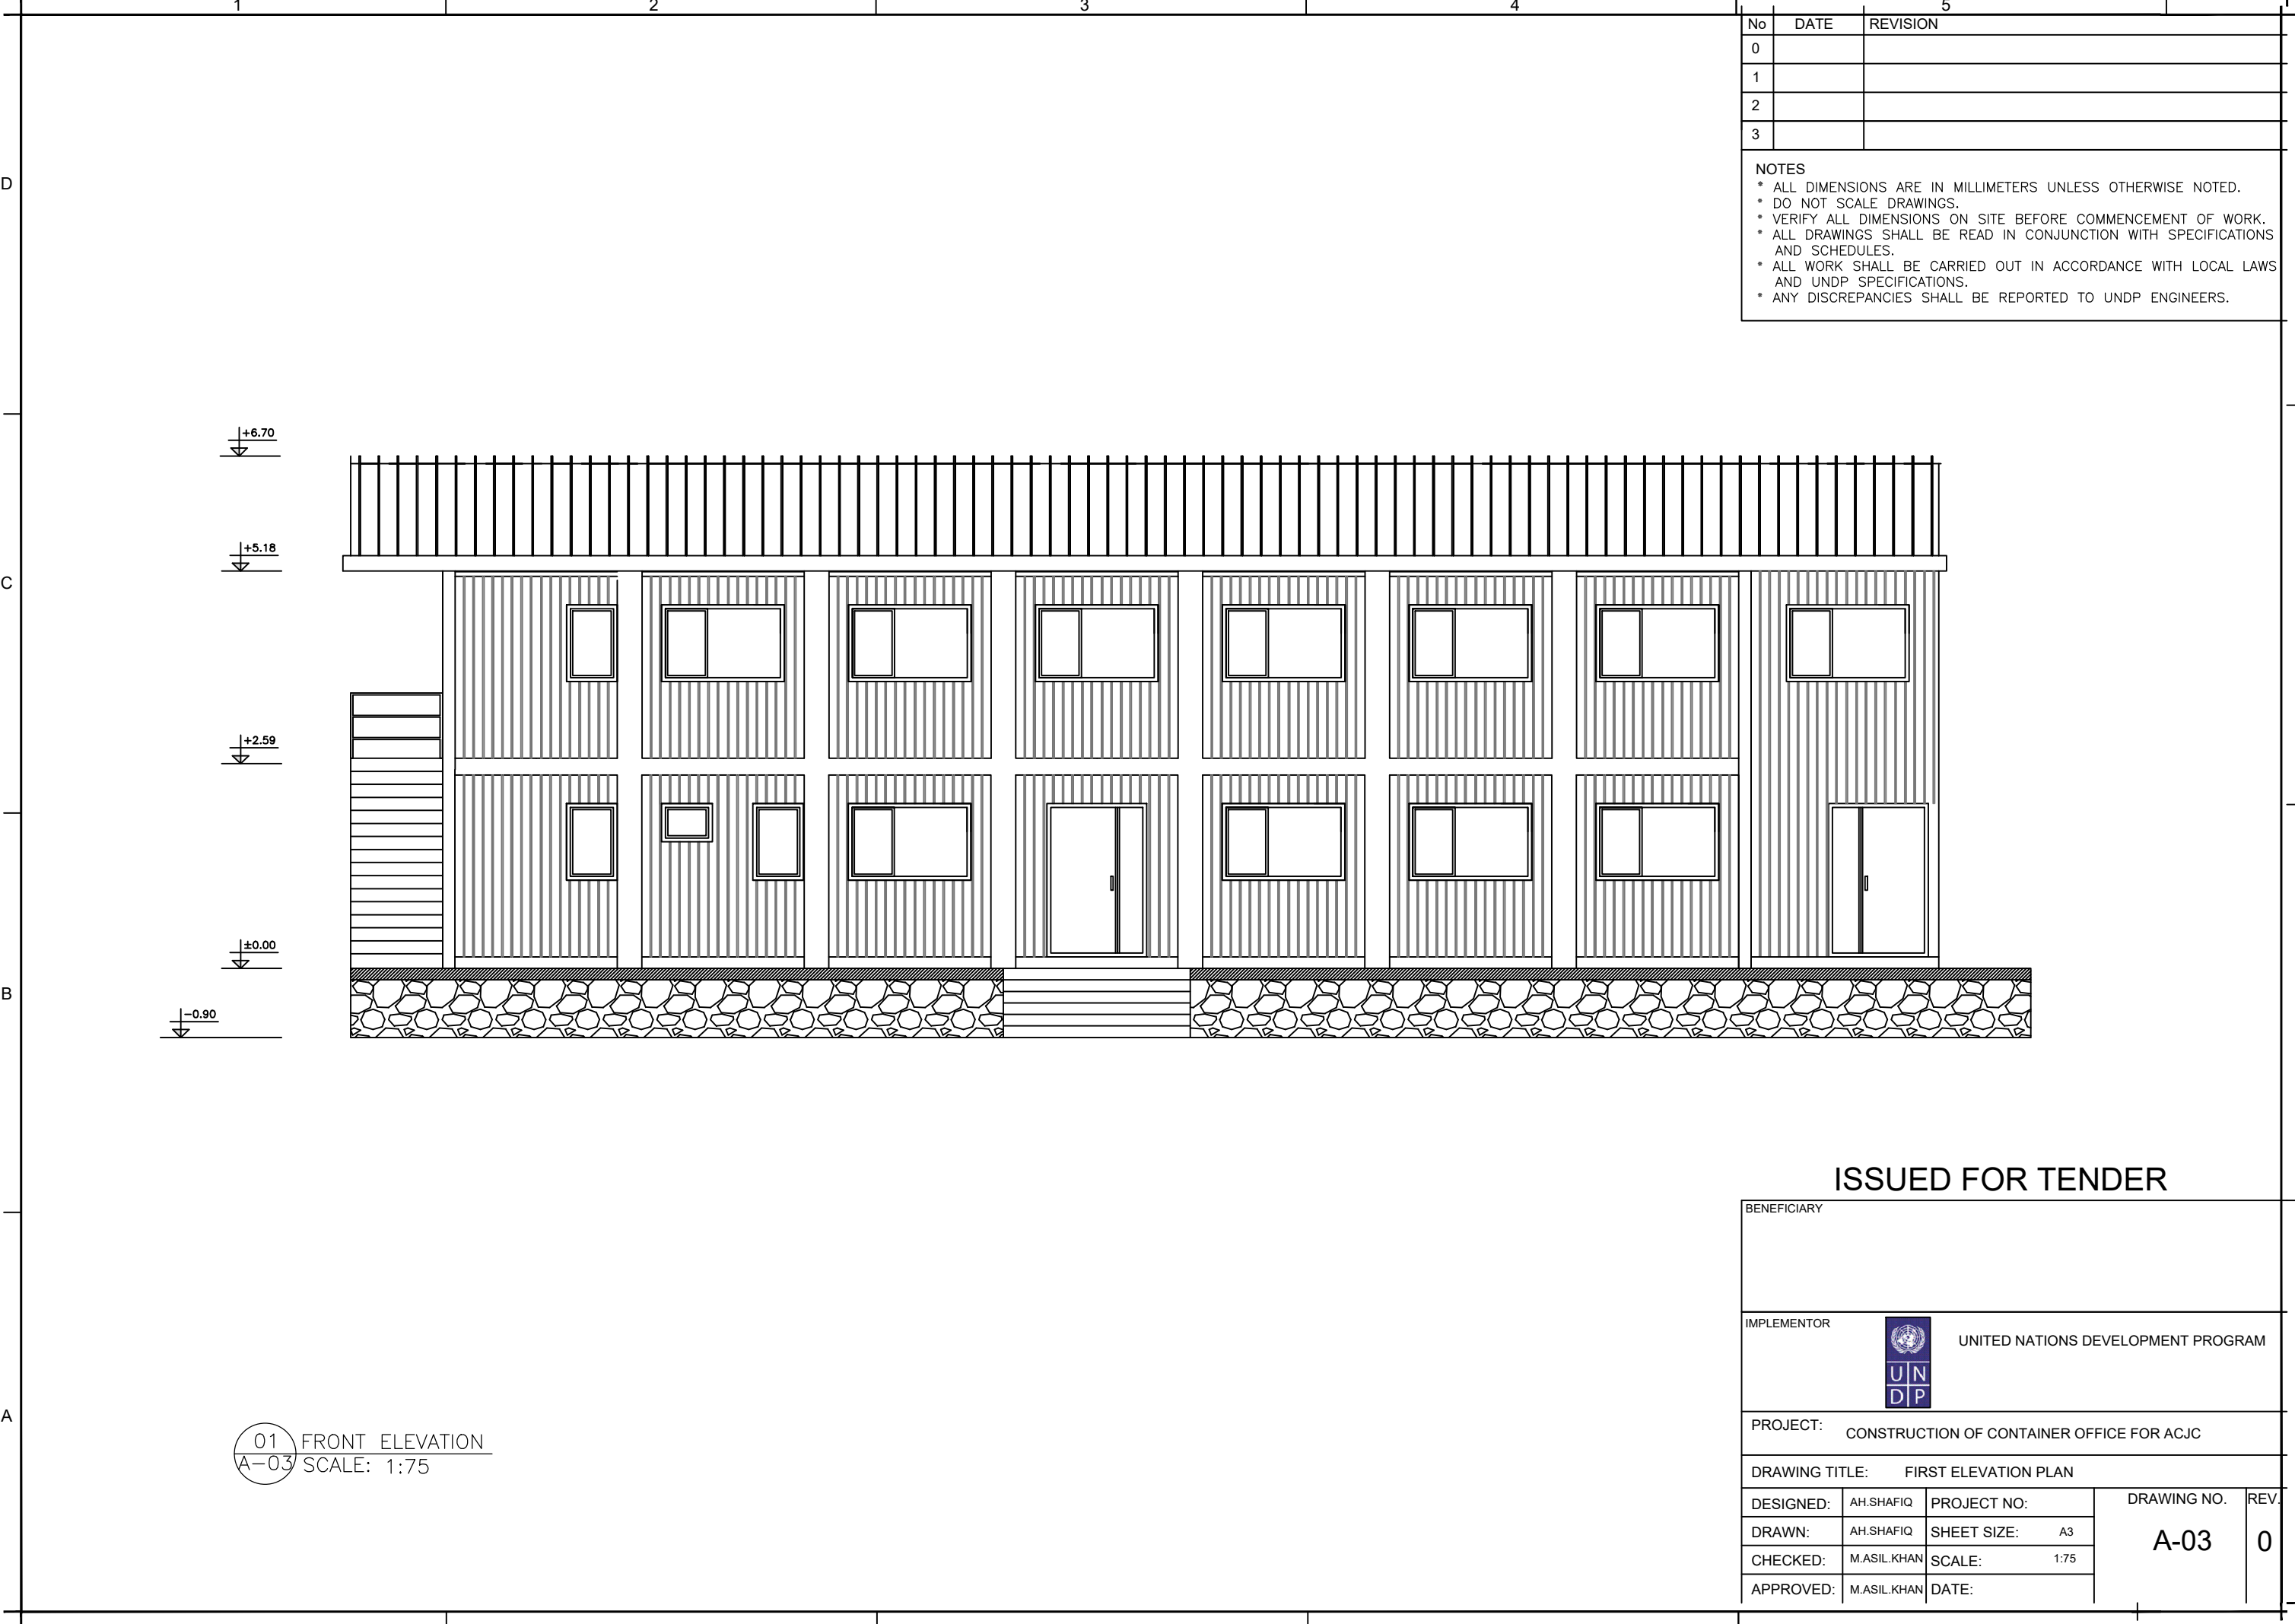 1 2 3 4 5
No DATE REVISION
0
1
2
3
NOTES
* ALL DIMENSIONS ARE IN MILLIMETERS UNLESS OTHERWISE NOTED.
* DO NOT SCALE DRAWINGS.
* VERIFY ALL DIMENSIONS ON SITE BEFORE COMMENCEMENT OF WORK.
* ALL DRAWINGS SHALL BE READ IN CONJUNCTION WITH SPECIFICATIONS
AND SCHEDULES.
* ALL WORK SHALL BE CARRIED OUT IN ACCORDANCE WITH LOCAL LAWS
AND UNDP SPECIFICATIONS.
* ANY DISCREPANCIES SHALL BE REPORTED TO UNDP ENGINEERS.
D
C
B
A
+6.70
+5.18
+2.59
±0.00
-0.90
01 FRONT ELEVATION
A-03 SCALE: 1:75
ISSUED FOR TENDER
BENEFICIARY
IMPLEMENTOR
UN
DP
UNITED NATIONS DEVELOPMENT PROGRAM
PROJECT: CONSTRUCTION OF CONTAINER OFFICE FOR ACJC
DRAWING TITLE: FIRST ELEVATION PLAN
DESIGNED: AH.SHAFIQ PROJECT NO:
DRAWN: AH.SHAFIQ SHEET SIZE: A3
CHECKED: M.ASIL.KHAN SCALE: 1:75
APPROVED: M.ASIL.KHAN DATE:
DRAWING NO. REV.
A-03 0